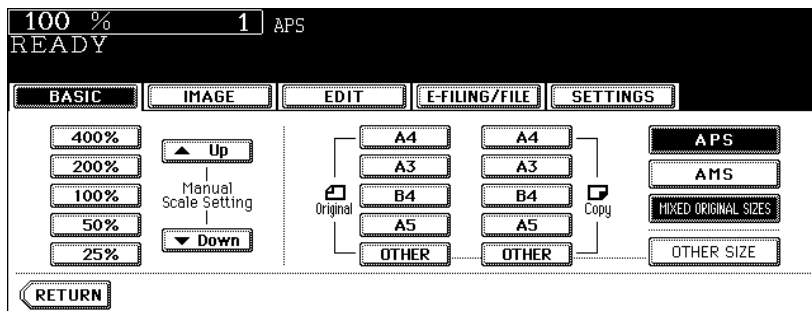 100 % 1 APS
READY
BASIC IMAGE EDIT E-FILING/FILE SETTINGS
400%
200%
100%
50%
25%
Up
Manual
Scale Setting
Down
Original
A4
A3
B4
A5
OTHER
A4
A3
B4
A5
OTHER
Copy
APS
AMS
MIXED ORIGINAL SIZES
OTHER SIZE
RETURN